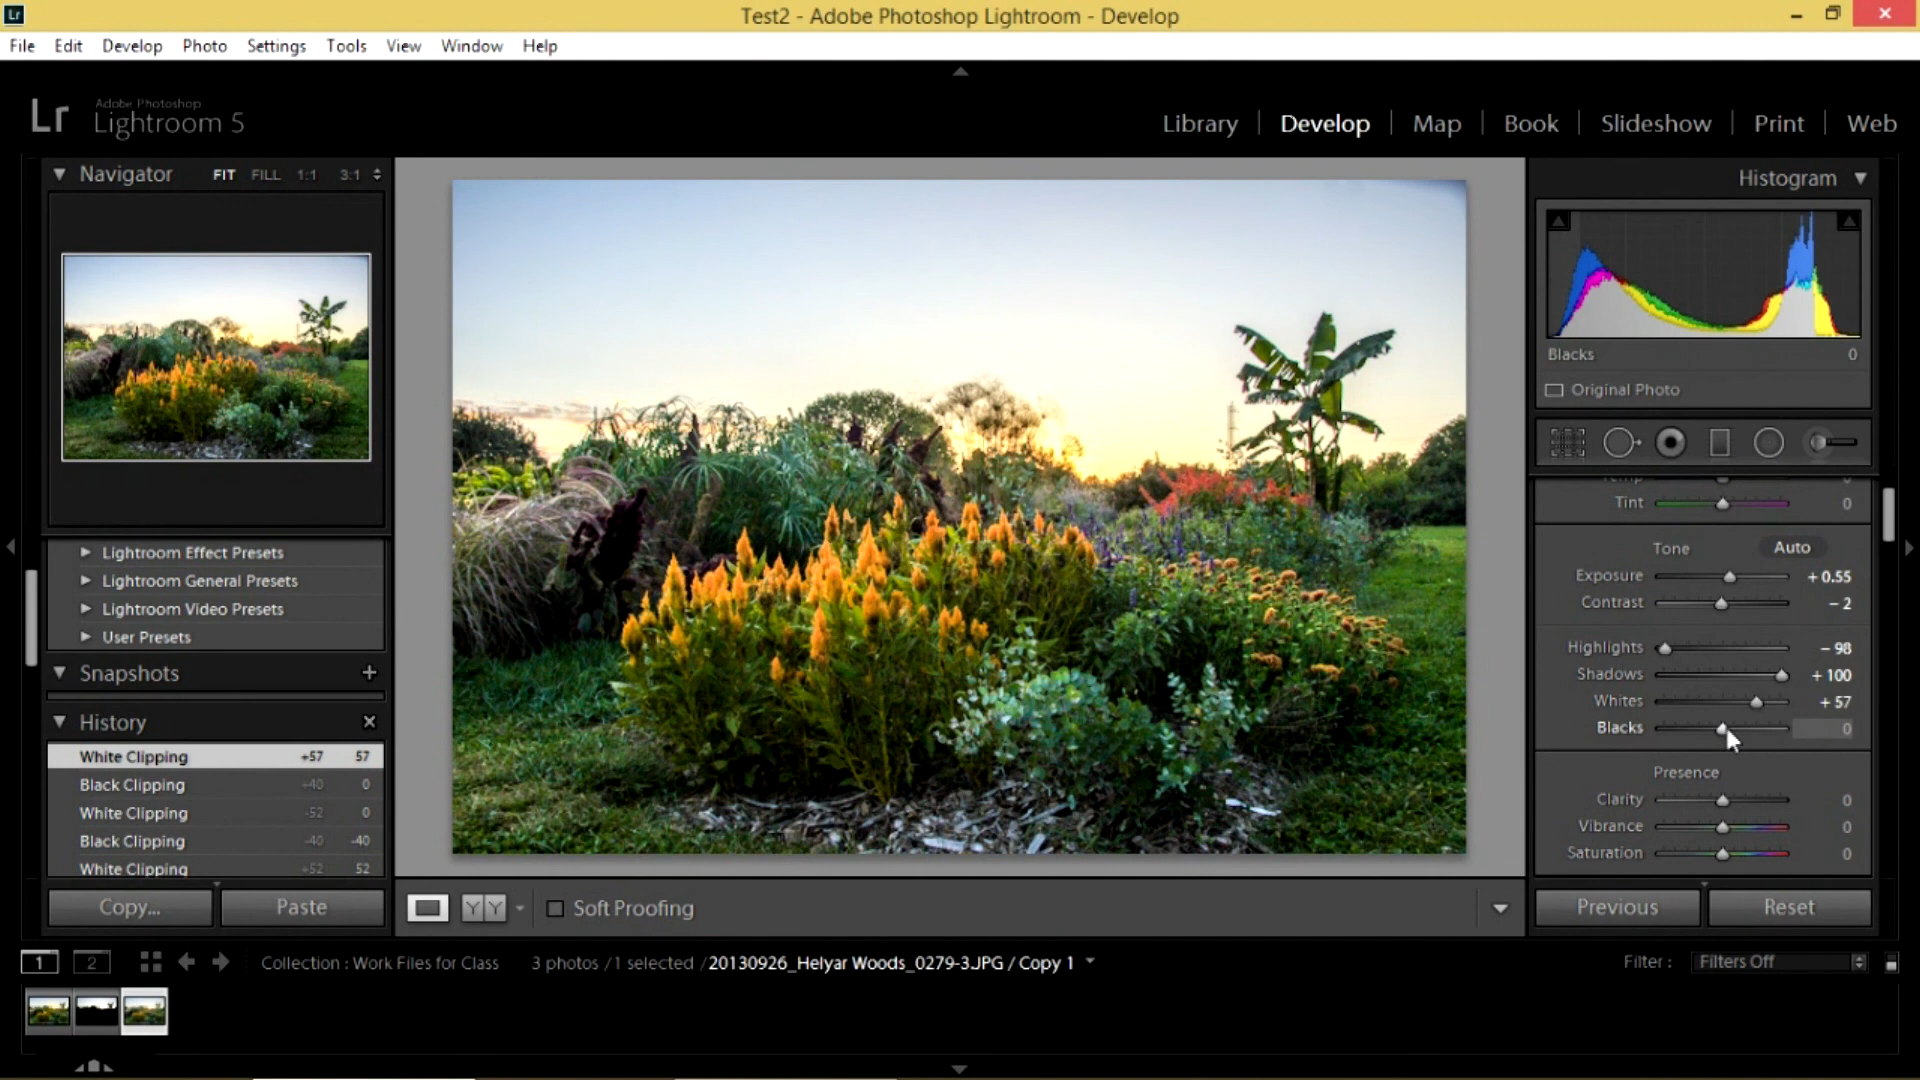 Lr
Test2 - Adobe Photoshop Lightroom - Develop
File Edit Develop Photo Settings Tools View Window Help
Lr Adobe Photoshop
Lightroom 5
Library Develop Map Book Slideshow Print Web
Navigator FIT FILL 1:1 3:1
Histogram
Blacks 0
Original Photo
Temp 0
Tint 0
Tone Auto
Exposure + 0.55
Contrast – 2
Highlights – 98
Shadows + 100
Whites + 57
Blacks 0
Presence
Clarity 0
Vibrance 0
Saturation 0
Lightroom Effect Presets
Lightroom General Presets
Lightroom Video Presets
User Presets
Snapshots +
History
White Clipping +57 57
Black Clipping +40 0
White Clipping -52 0
Black Clipping -40 -40
White Clipping +52 52
Copy... Paste
YY
Soft Proofing
Previous Reset
1 2
Collection : Work Files for Class 3 photos /1 selected /20130926_Helyar Woods_0279-3.JPG / Copy 1
Filter : Filters Off